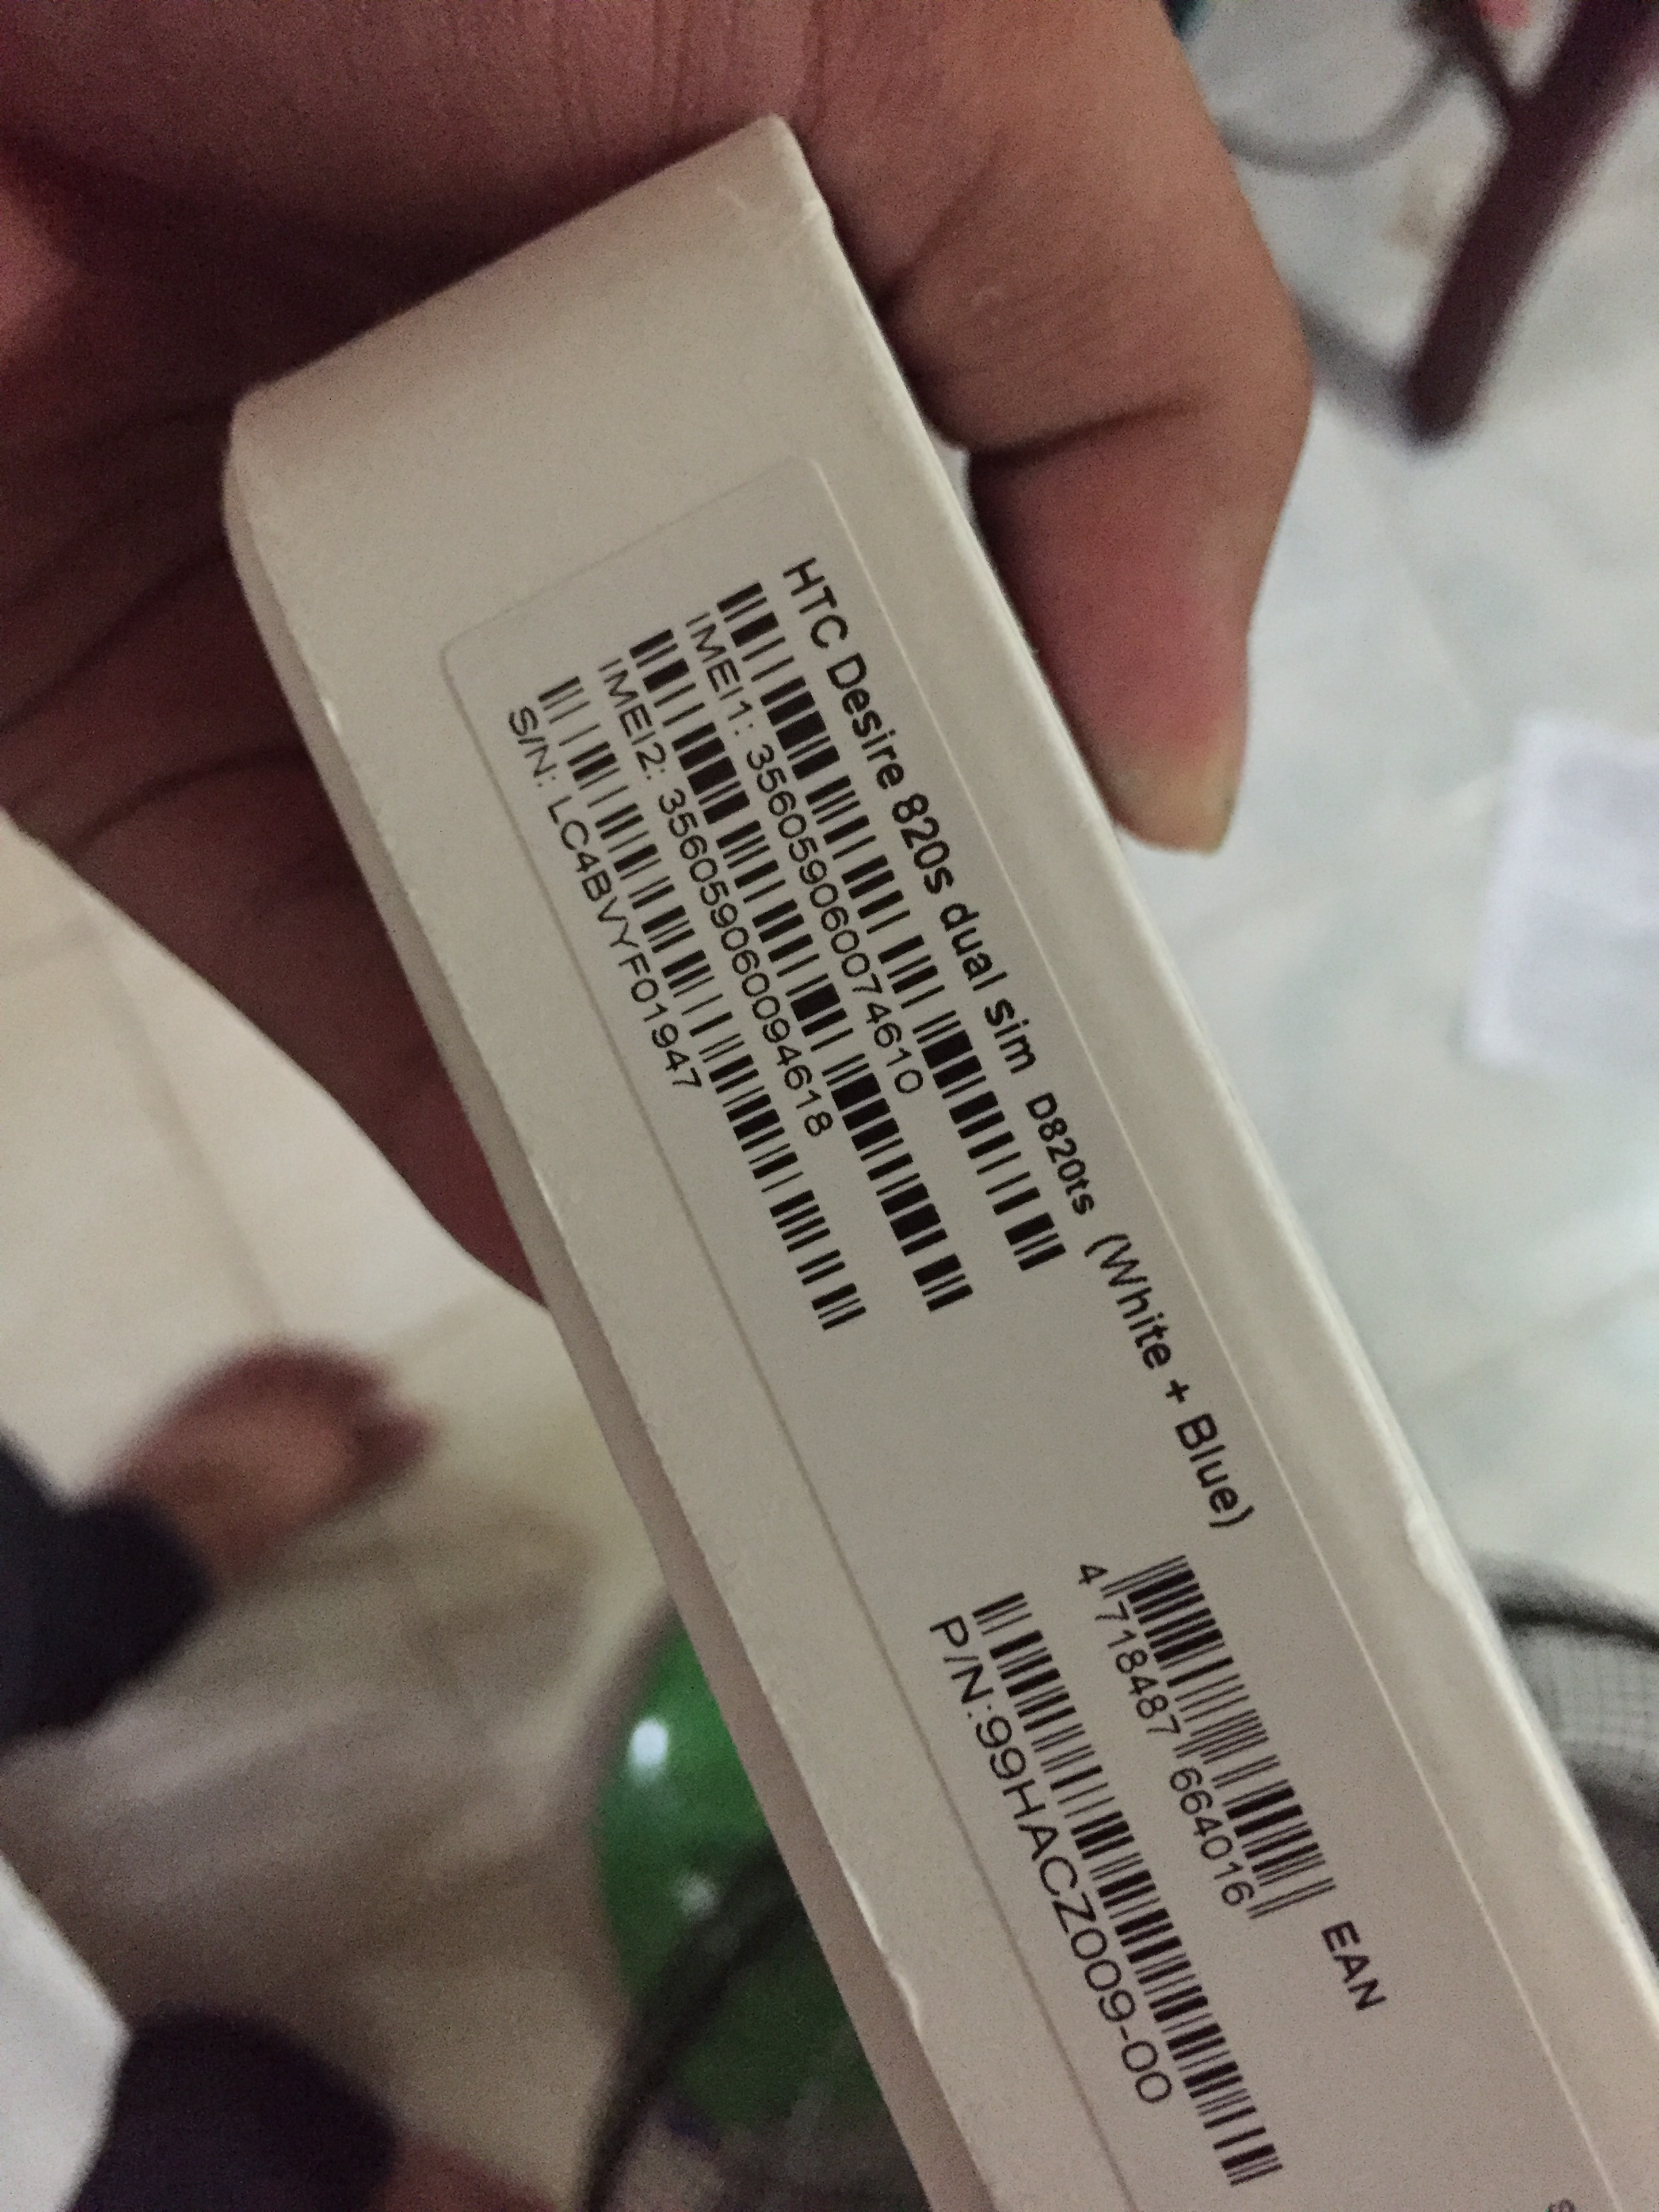 HTC Desire 820s dual sim D820ts (White + Blue)
IMEI1: 356059060074610
IMEI2: 356059060094618
S/N: LC4BVYF01947
EAN
4 718487 664016
P/N:99HACZ009-00